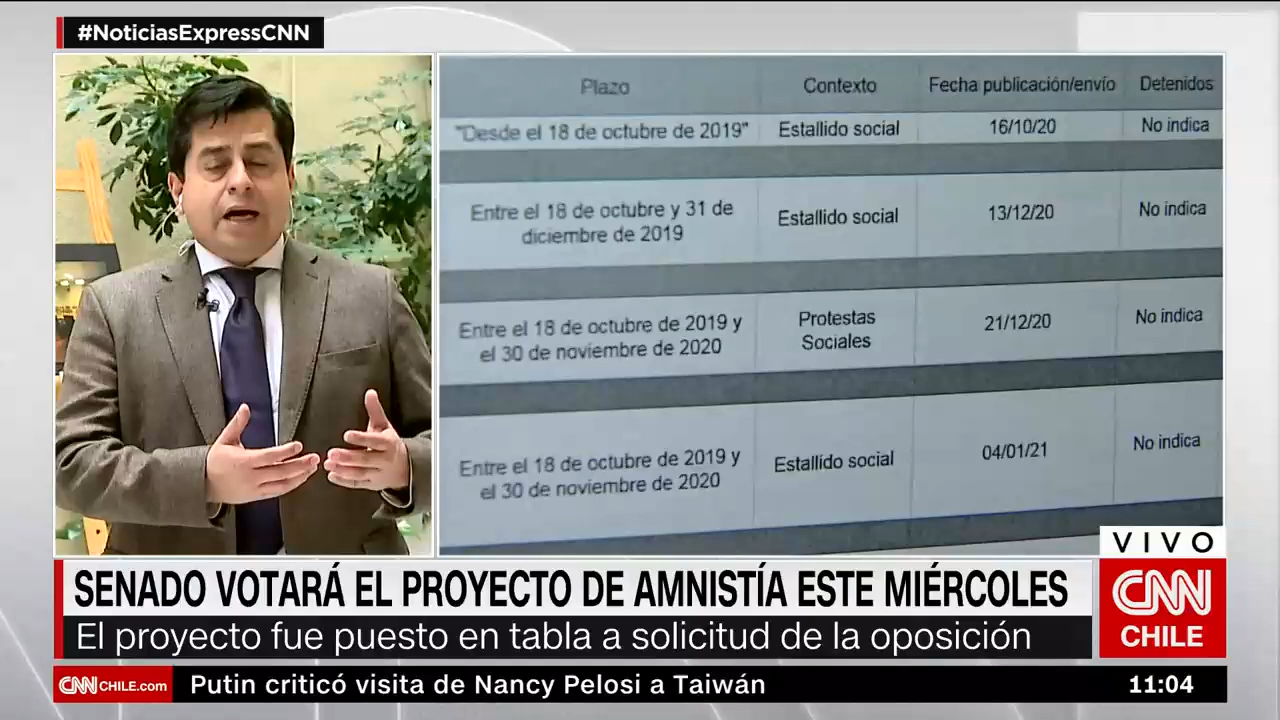 #NoticiasExpressCNN
Plazo Contexto Fecha publicación/envío Detenidos
"Desde el 18 de octubre de 2019" Estallido social 16/10/20 No indica
Entre el 18 de octubre y 31 de
diciembre de 2019
Estallido social
13/12/20
No indica
Entre el 18 de octubre de 2019 y
el 30 de noviembre de 2020
Protestas
Sociales
21/12/20
No indica
Entre el 18 de octubre de 2019 y
el 30 de noviembre de 2020
Estallido social
04/01/21
No indica
VIVO
CNN
CHILE
SENADO VOTARÁ EL PROYECTO DE AMNISTÍA ESTE MIÉRCOLES
El proyecto fue puesto en tabla a solicitud de la oposición
CNNCHILE.com Putin criticó visita de Nancy Pelosi a Taiwán 11:04